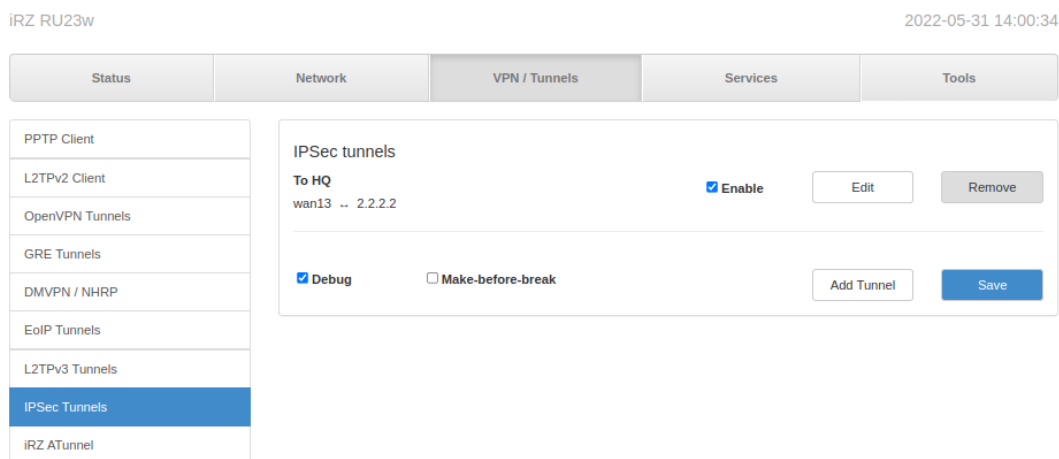 iRZ RU23w 2022-05-31 14:00:34
Status Network VPN / Tunnels Services Tools
PPTP Client
L2TPv2 Client
OpenVPN Tunnels
GRE Tunnels
DMVPN / NHRP
EoIP Tunnels
L2TPv3 Tunnels
IPSec Tunnels
iRZ ATunnel
IPSec tunnels
To HQ
wan13 ↔ 2.2.2.2
Enable Edit Remove
Debug Make-before-break Add Tunnel Save